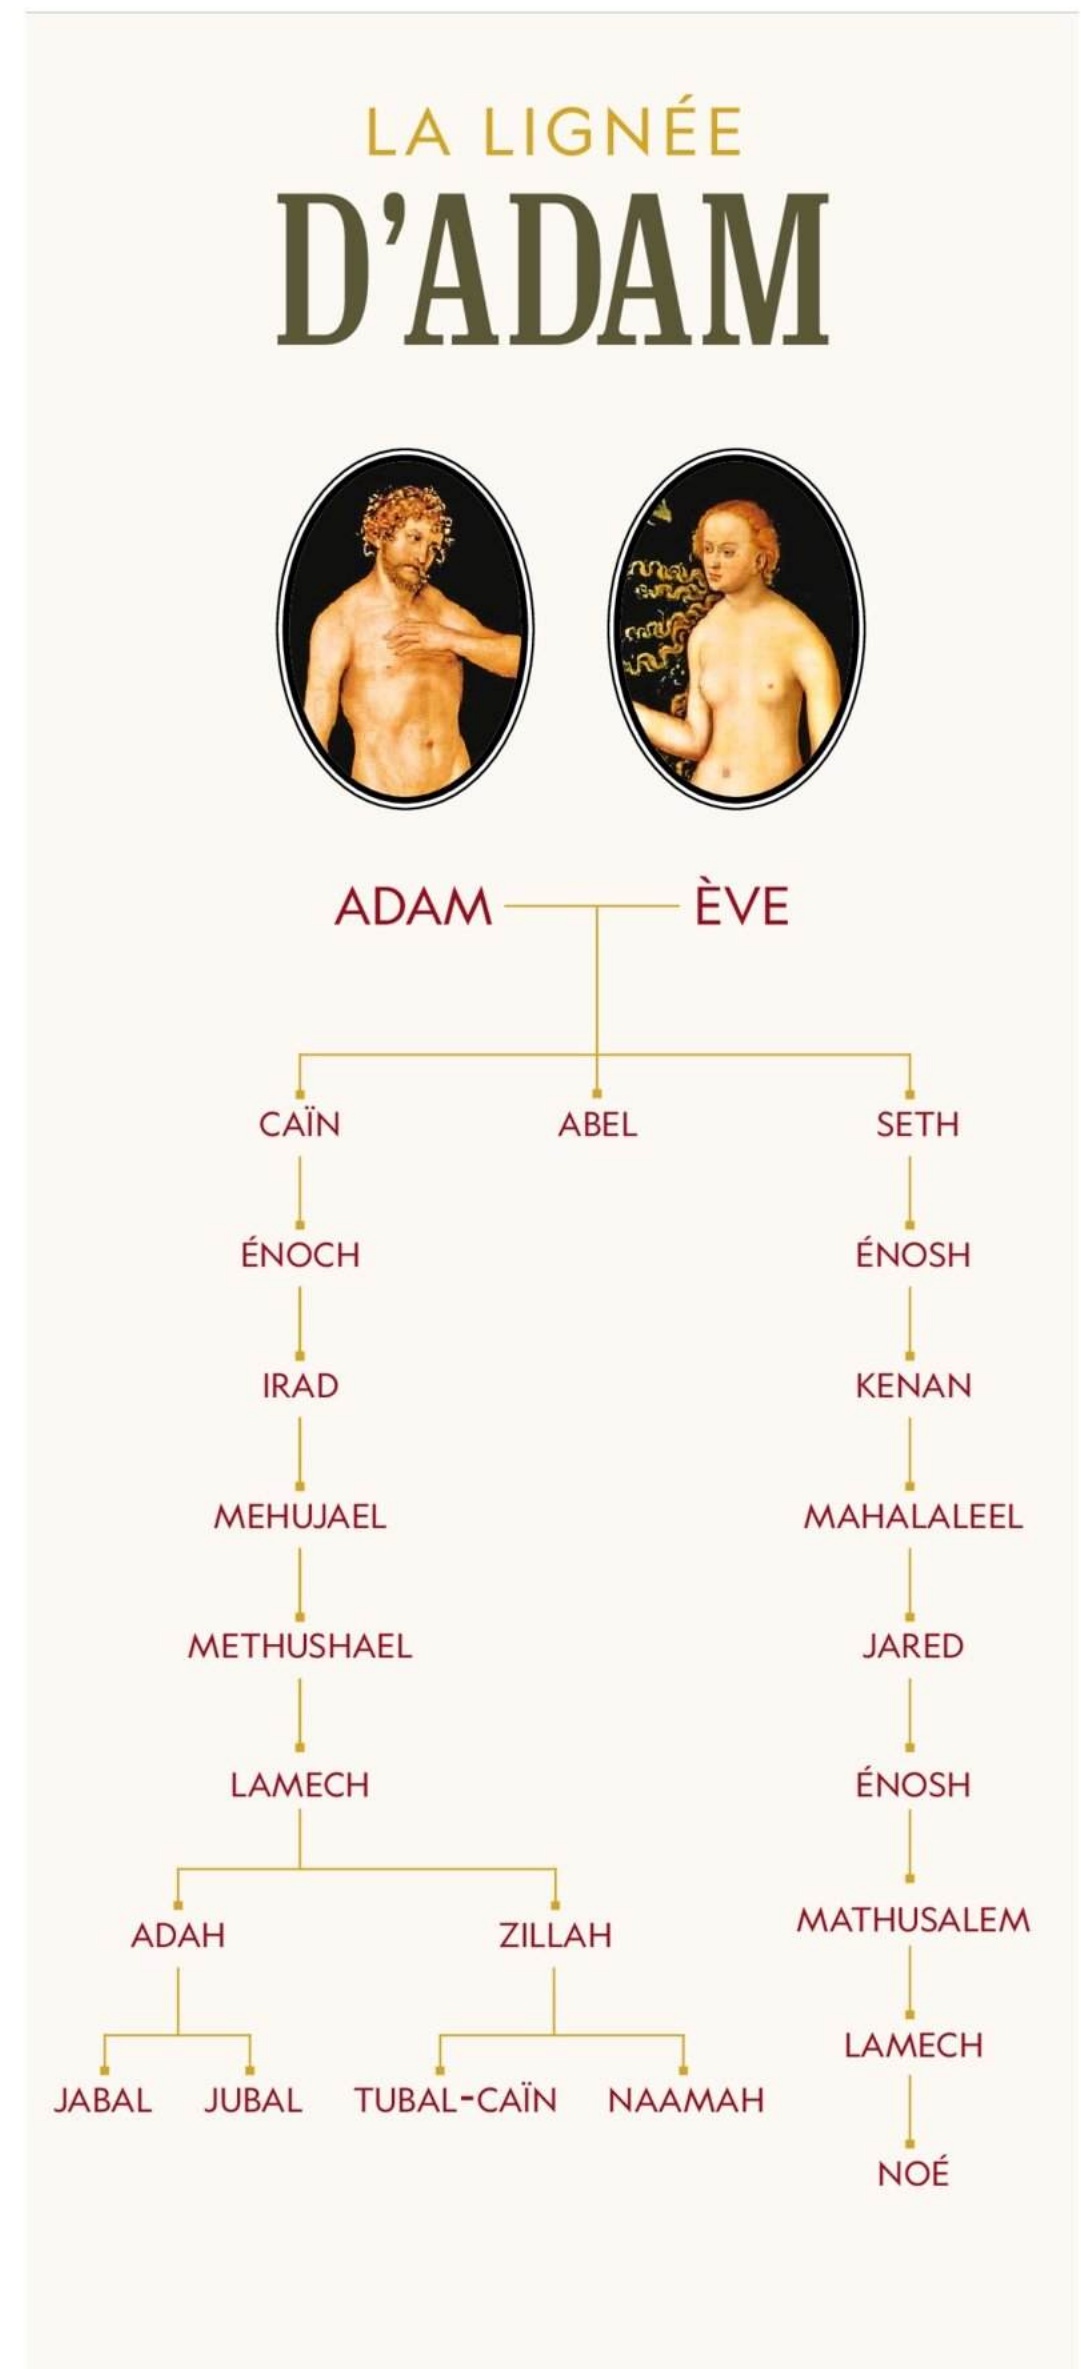 LA LIGNÉE
D’ADAM
ADAM ÈVE
CAÏN ABEL SETH
ÉNOCH ÉNOSH
IRAD KENAN
MEHUJAEL MAHALALEEL
METHUSHAEL JARED
LAMECH ÉNOSH
ADAH ZILLAH MATHUSALEM
LAMECH
JABAL JUBAL TUBAL-CAÏN NAAMAH
NOÉ